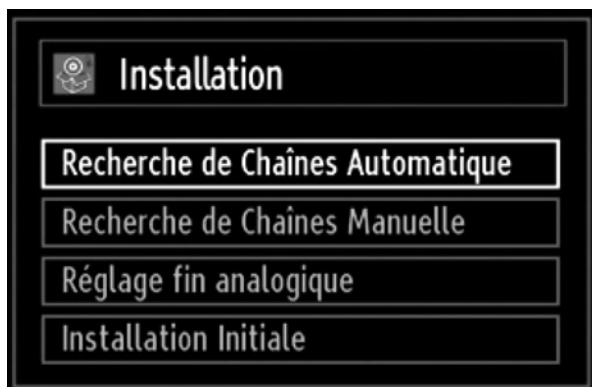 Installation
Recherche de Chaînes Automatique
Recherche de Chaînes Manuelle
Réglage fin analogique
Installation Initiale